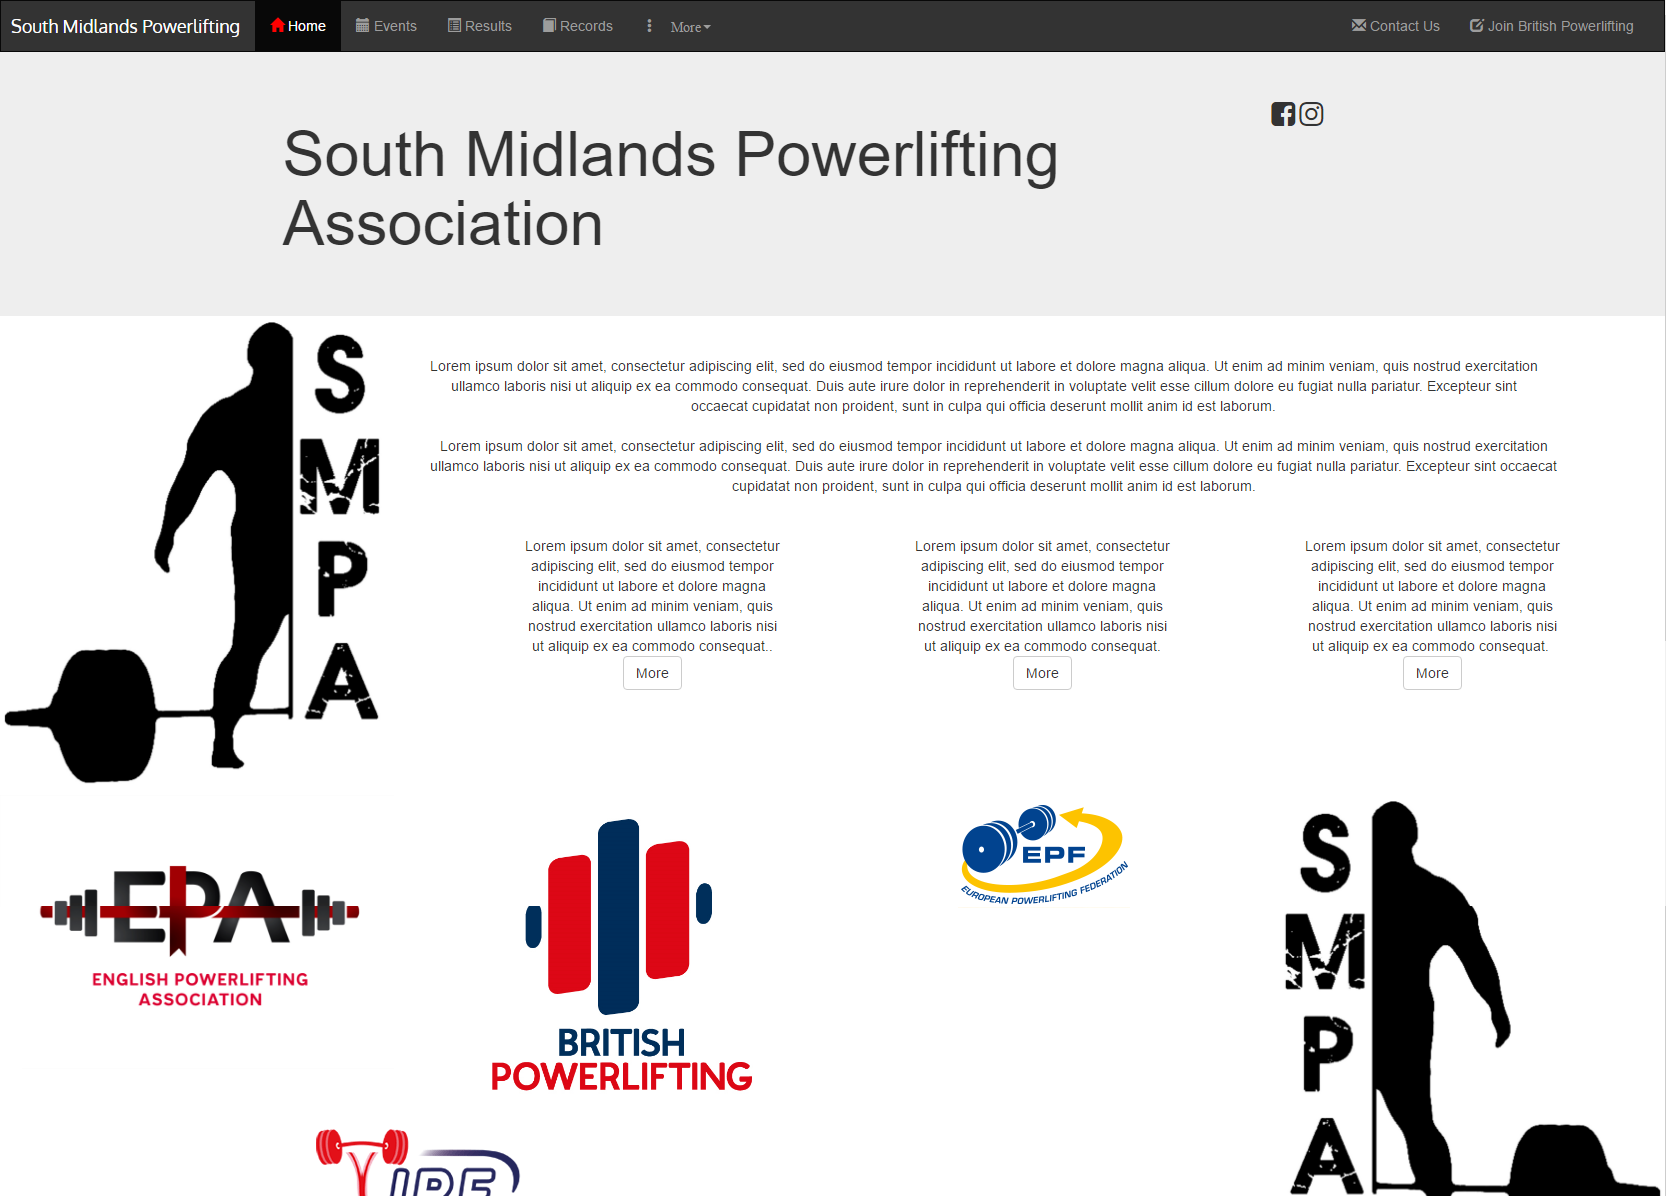 South Midlands Powerlifting Home Events Results Records More Contact Us Join British Powerlifting
South Midlands Powerlifting
Association
S
M
P
A
Lorem ipsum dolor sit amet, consectetur adipiscing elit, sed do eiusmod tempor incididunt ut labore et dolore magna aliqua. Ut enim ad minim veniam, quis nostrud exercitation
ullamco laboris nisi ut aliquip ex ea commodo consequat. Duis aute irure dolor in reprehenderit in voluptate velit esse cillum dolore eu fugiat nulla pariatur. Excepteur sint
occaecat cupidatat non proident, sunt in culpa qui officia deserunt mollit anim id est laborum.
Lorem ipsum dolor sit amet, consectetur adipiscing elit, sed do eiusmod tempor incididunt ut labore et dolore magna aliqua. Ut enim ad minim veniam, quis nostrud exercitation
ullamco laboris nisi ut aliquip ex ea commodo consequat. Duis aute irure dolor in reprehenderit in voluptate velit esse cillum dolore eu fugiat nulla pariatur. Excepteur sint occaecat
cupidatat non proident, sunt in culpa qui officia deserunt mollit anim id est laborum.
Lorem ipsum dolor sit amet, consectetur
adipiscing elit, sed do eiusmod tempor
incididunt ut labore et dolore magna
aliqua. Ut enim ad minim veniam, quis
nostrud exercitation ullamco laboris nisi
ut aliquip ex ea commodo consequat..
More
Lorem ipsum dolor sit amet, consectetur
adipiscing elit, sed do eiusmod tempor
incididunt ut labore et dolore magna
aliqua. Ut enim ad minim veniam, quis
nostrud exercitation ullamco laboris nisi
ut aliquip ex ea commodo consequat.
More
Lorem ipsum dolor sit amet, consectetur
adipiscing elit, sed do eiusmod tempor
incididunt ut labore et dolore magna
aliqua. Ut enim ad minim veniam, quis
nostrud exercitation ullamco laboris nisi
ut aliquip ex ea commodo consequat.
More
EPA
ENGLISH POWERLIFTING
ASSOCIATION
BRITISH
POWERLIFTING
EPF
EUROPEAN POWERLIFTING FEDERATION
S
M
P
A
IPF